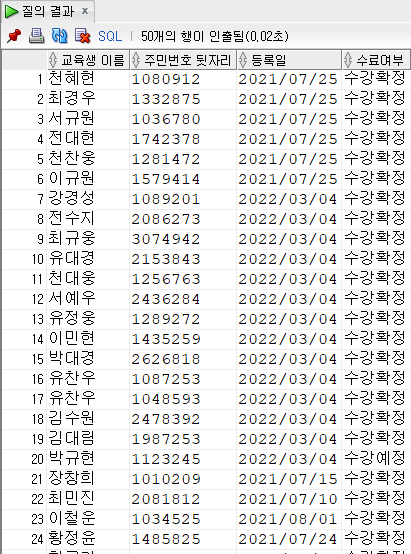 질의 결과 x
SQL | 50개의 행이 인출됨(0,02초)
교육생 이름 주민번호 뒷자리 등록일 수료여부
1 천혜현 1080912 2021/07/25 수강확정
2 최경우 1332875 2021/07/25 수강확정
3 서규원 1036780 2021/07/25 수강확정
4 전대현 1742378 2021/07/25 수강확정
5 천찬웅 1281472 2021/07/25 수강확정
6 이규원 1579414 2021/07/25 수강확정
7 강경성 1089201 2022/03/04 수강확정
8 전수지 2086273 2022/03/04 수강확정
9 최규웅 3074942 2022/03/04 수강확정
10 유대경 2153843 2022/03/04 수강확정
11 천대웅 1256763 2022/03/04 수강확정
12 서예우 2436284 2022/03/04 수강확정
13 유정웅 1289272 2022/03/04 수강확정
14 이민현 1435259 2022/03/04 수강확정
15 박대경 2626818 2022/03/04 수강확정
16 유찬우 1087253 2022/03/04 수강확정
17 유찬우 1048593 2022/03/04 수강확정
18 김수원 2478392 2022/03/04 수강확정
19 김대렴 1987253 2022/03/04 수강확정
20 박규현 1123245 2022/03/04 수강예정
21 장창희 1010209 2021/07/15 수강확정
22 최민진 2081812 2021/07/10 수강확정
23 이철운 1034525 2021/08/01 수강확정
24 황정윤 1485825 2021/07/24 수강확정